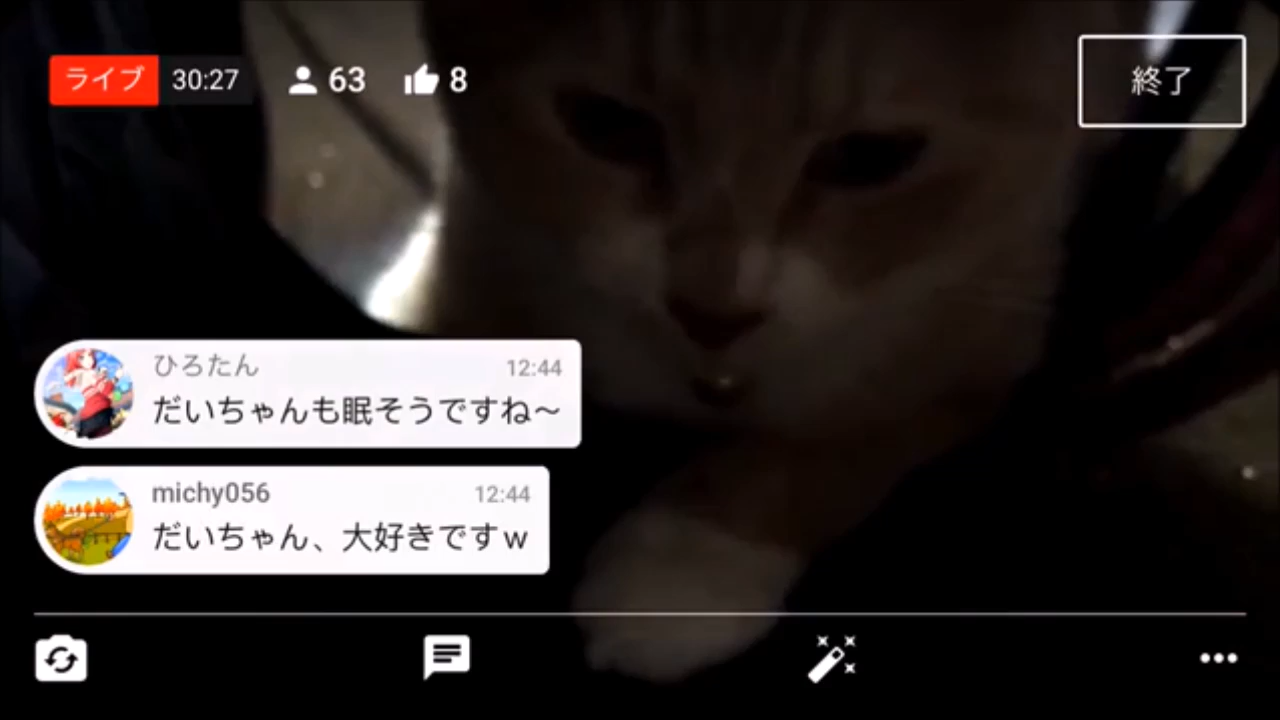 ライブ 30:27 63 8 終了
ひろたん 12:44
だいちゃんも眠そうですね～
michy056 12:44
だいちゃん、大好きですｗ